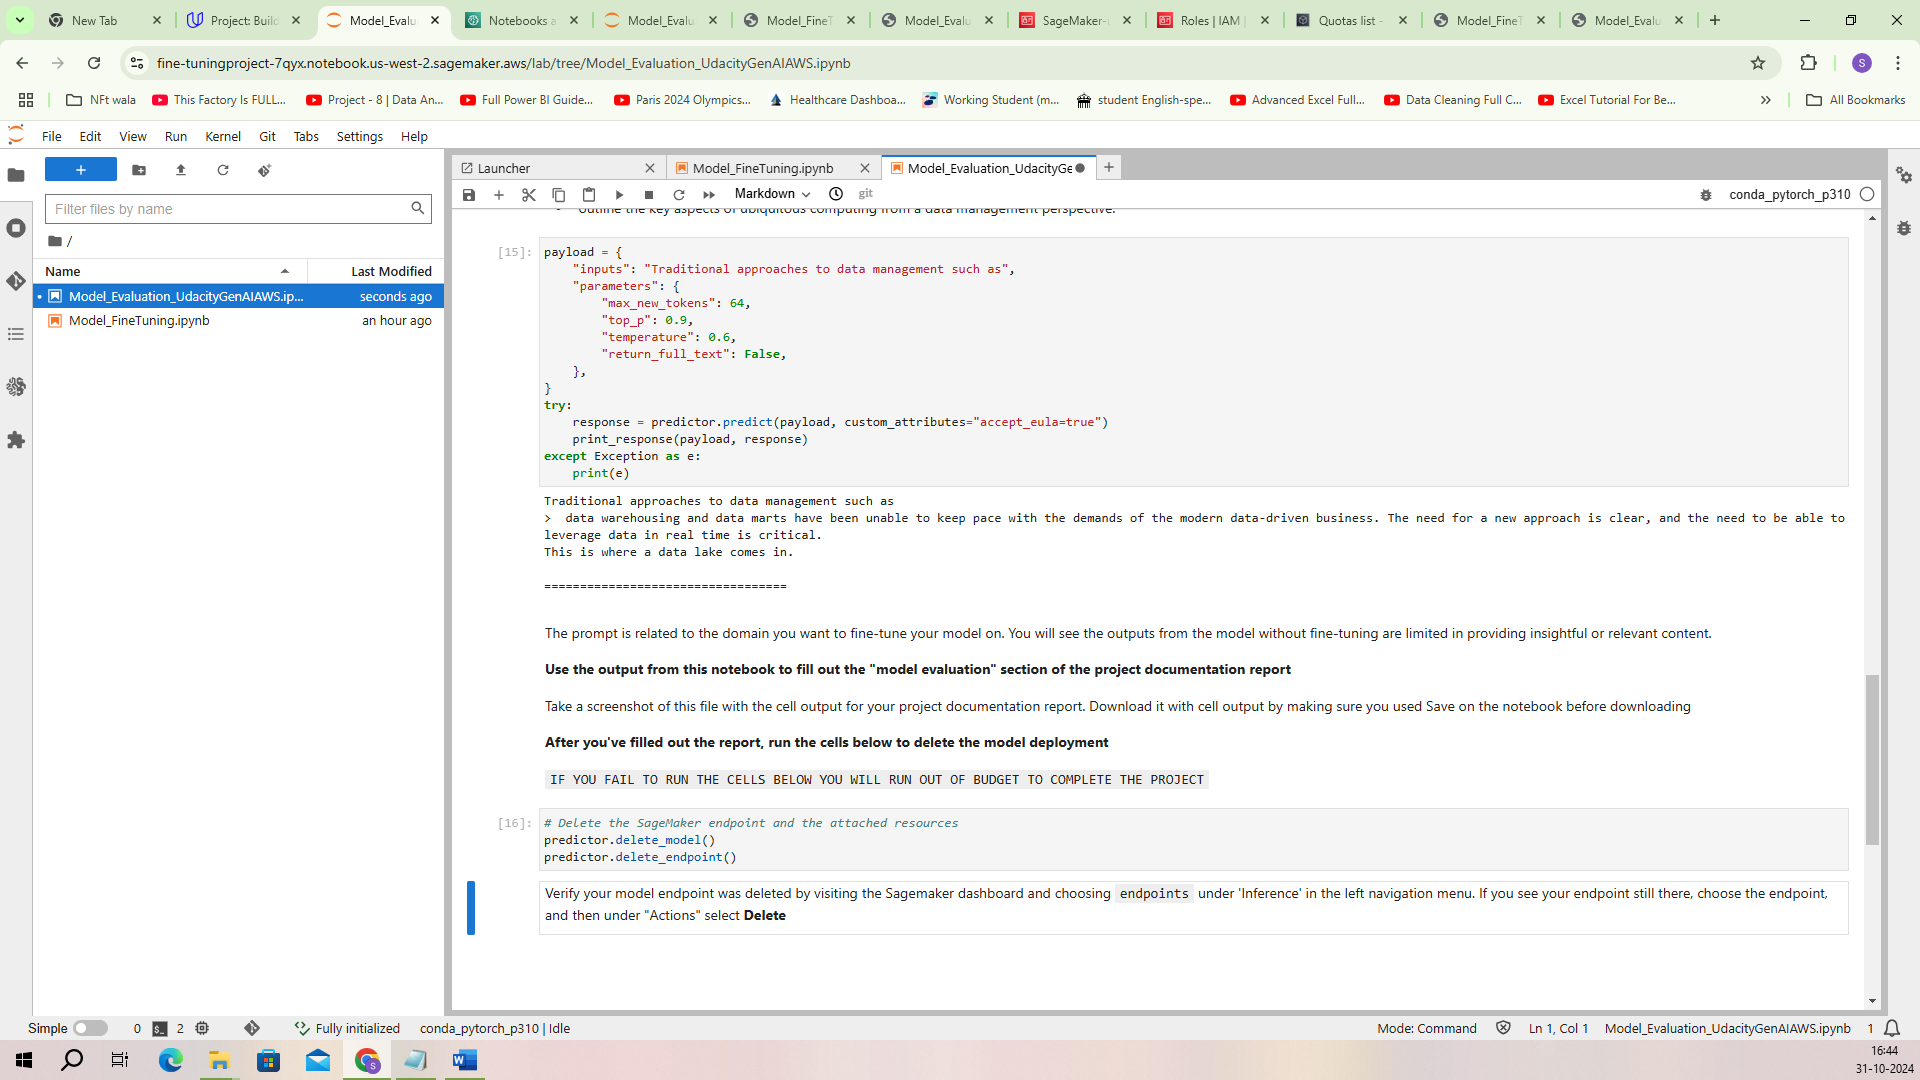 New Tab
Project: Build
Model_Evalu
Notebooks a
Model_Evalu
Model_FineT
Model_Evalu
SageMaker-
Roles | IAM |
Quotas list -
Model_FineT
Model_Evalu
fine-tuningproject-7qyx.notebook.us-west-2.sagemaker.aws/lab/tree/Model_Evaluation_UdacityGenAIAWS.ipynb
S
NFt wala
This Factory Is FULL...
Project - 8 | Data An...
Full Power BI Guide...
Paris 2024 Olympics...
Healthcare Dashboa...
Working Student (m...
student English-spe...
Advanced Excel Full...
Data Cleaning Full C...
Excel Tutorial For Be...
All Bookmarks
File Edit View Run Kernel Git Tabs Settings Help
Launcher
Model_FineTuning.ipynb
Model_Evaluation_UdacityGe
Markdown
git
conda_pytorch_p310
Filter files by name
/
Name Last Modified
Model_Evaluation_UdacityGenAIAWS.ip... seconds ago
Model_FineTuning.ipynb an hour ago
outline the key aspects of ubiquitous computing from a data management perspective.
[15]: payload = {
"inputs": "Traditional approaches to data management such as",
"parameters": {
"max_new_tokens": 64,
"top_p": 0.9,
"temperature": 0.6,
"return_full_text": False,
},
}
try:
response = predictor.predict(payload, custom_attributes="accept_eula=true")
print_response(payload, response)
except Exception as e:
print(e)
Traditional approaches to data management such as
>  data warehousing and data marts have been unable to keep pace with the demands of the modern data-driven business. The need for a new approach is clear, and the need to be able to
leverage data in real time is critical.
This is where a data lake comes in.
==================================
The prompt is related to the domain you want to fine-tune your model on. You will see the outputs from the model without fine-tuning are limited in providing insightful or relevant content.
Use the output from this notebook to fill out the "model evaluation" section of the project documentation report
Take a screenshot of this file with the cell output for your project documentation report. Download it with cell output by making sure you used Save on the notebook before downloading
After you've filled out the report, run the cells below to delete the model deployment
IF YOU FAIL TO RUN THE CELLS BELOW YOU WILL RUN OUT OF BUDGET TO COMPLETE THE PROJECT
[16]: # Delete the SageMaker endpoint and the attached resources
predictor.delete_model()
predictor.delete_endpoint()
Verify your model endpoint was deleted by visiting the Sagemaker dashboard and choosing endpoints under 'Inference' in the left navigation menu. If you see your endpoint still there, choose the endpoint,
and then under "Actions" select Delete
Simple 0 2 Fully initialized conda_pytorch_p310 | Idle Mode: Command Ln 1, Col 1 Model_Evaluation_UdacityGenAIAWS.ipynb 1
16:44
31-10-2024